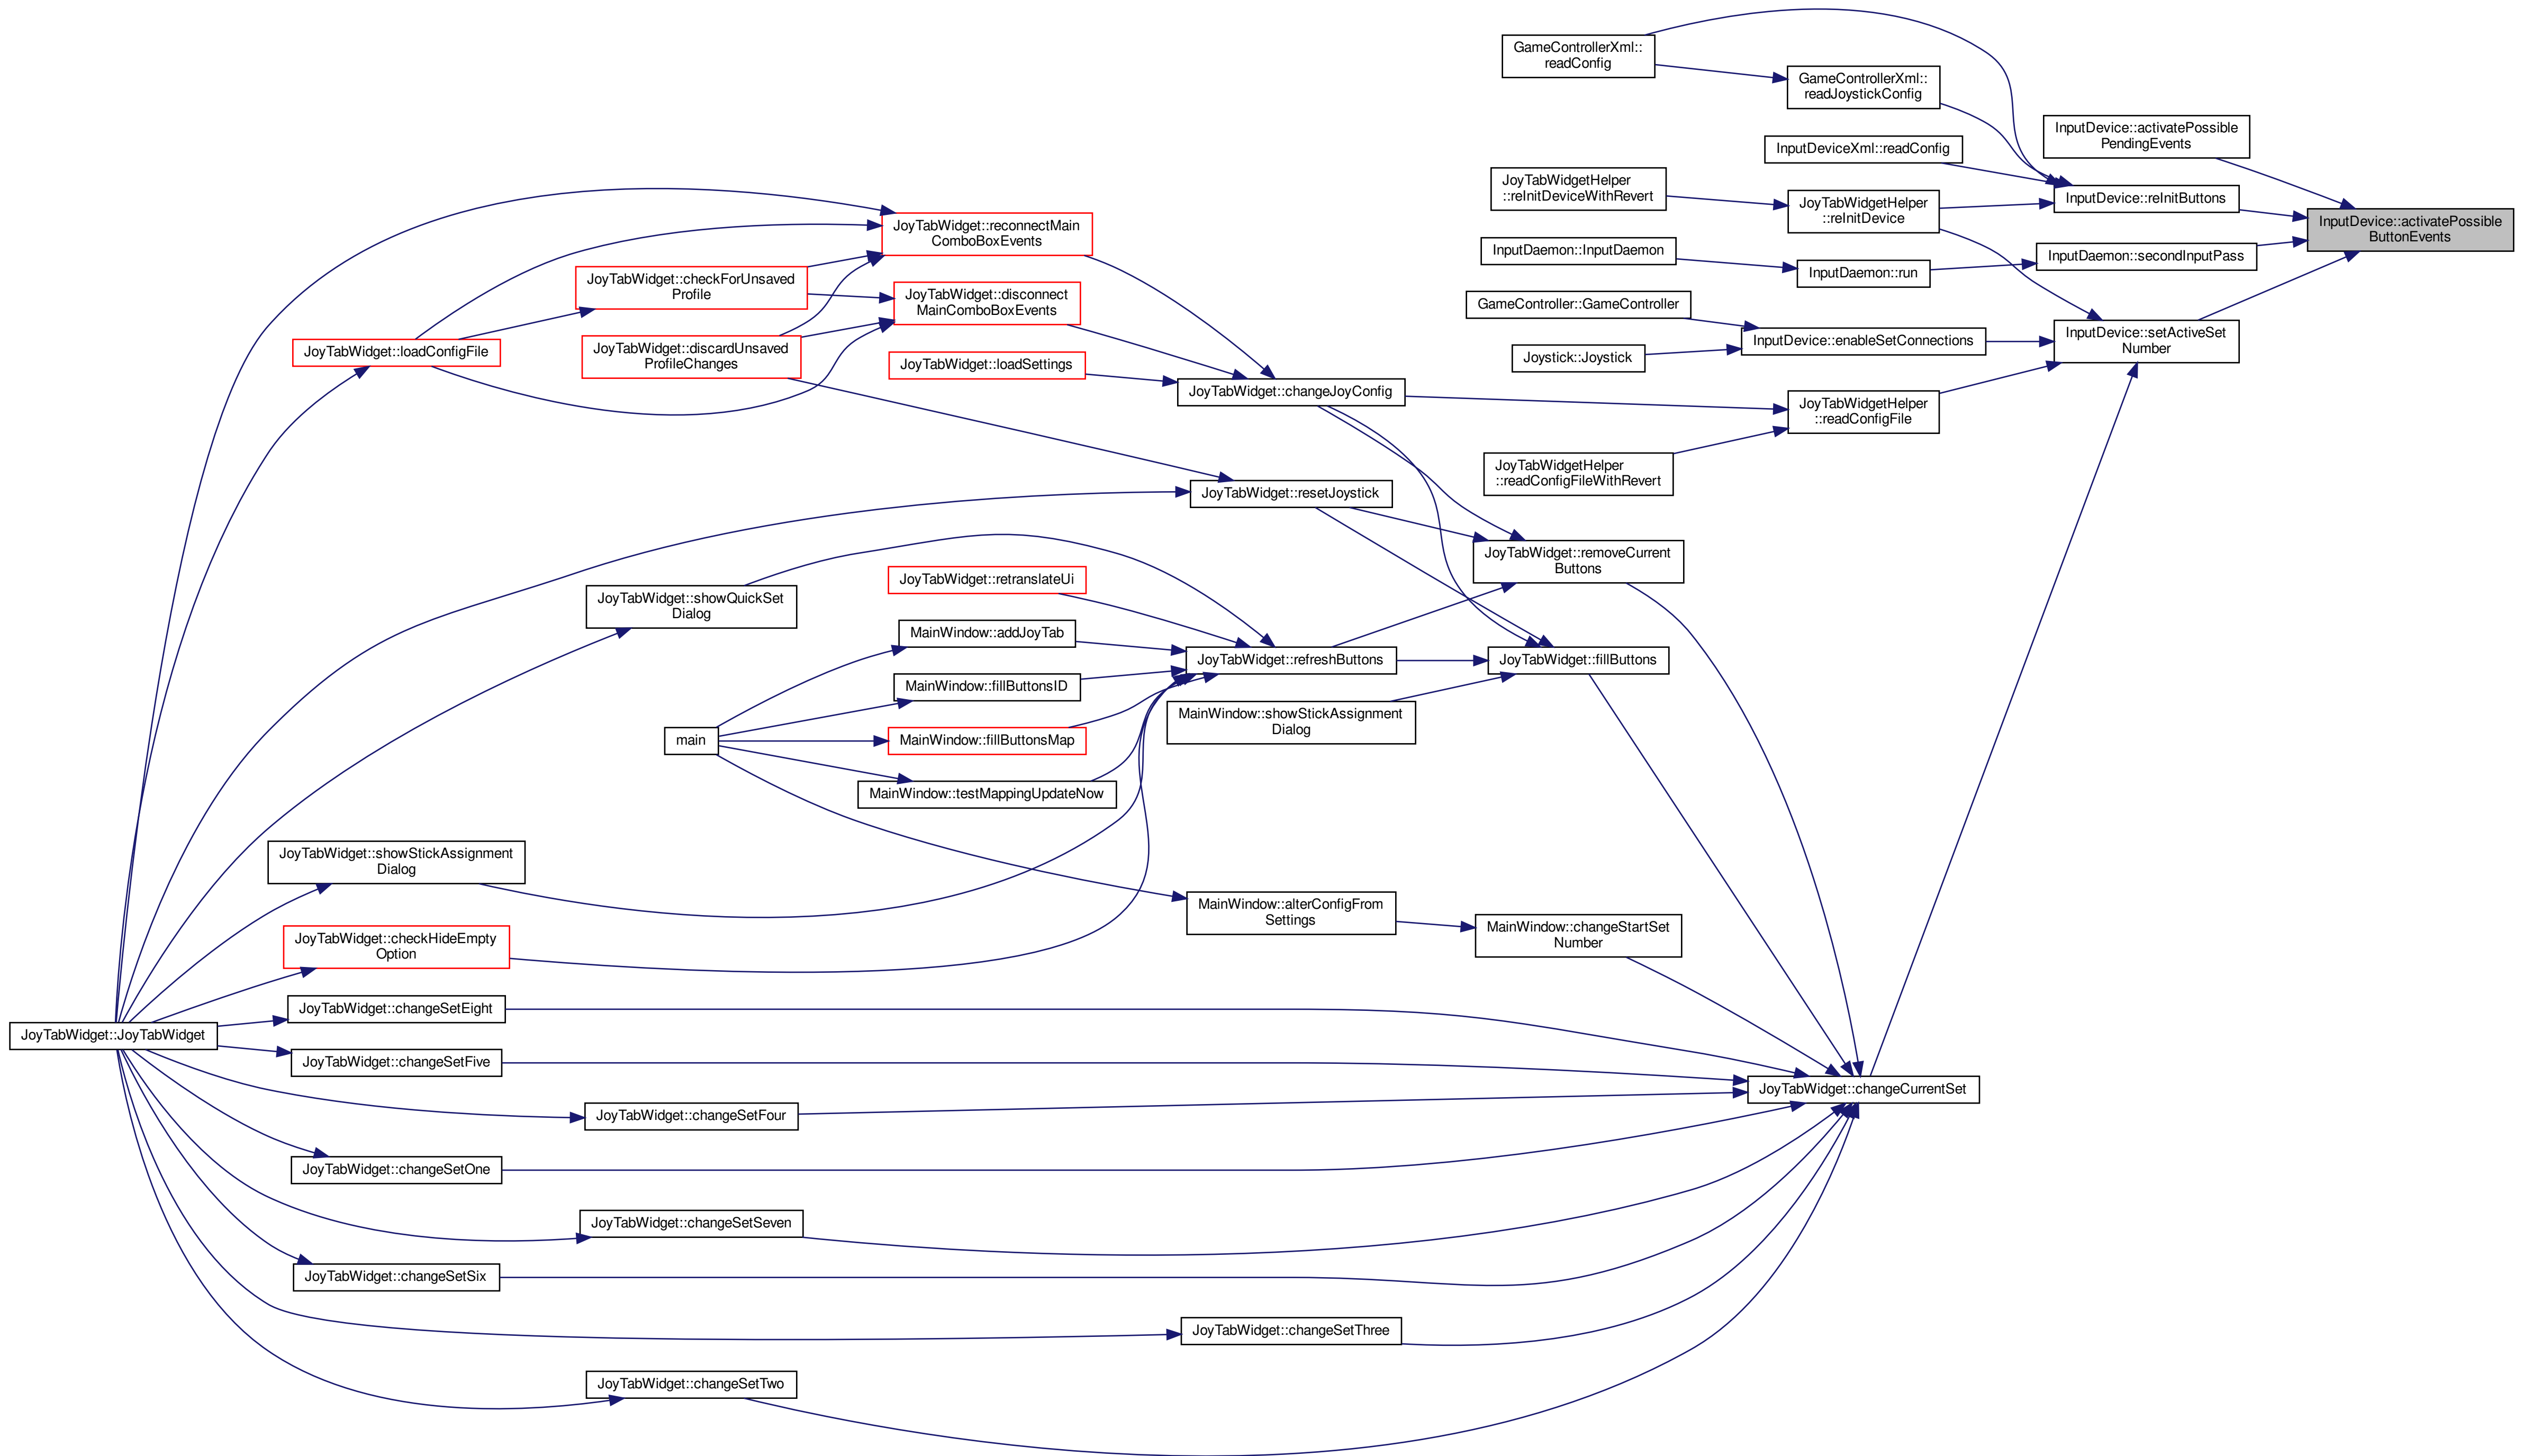 GameControllerXml::
readConfig
GameControllerXml::
readJoystickConfig
InputDevice::activatePossible
PendingEvents
InputDeviceXml::readConfig
JoyTabWidgetHelper
::reInitDeviceWithRevert
JoyTabWidgetHelper
::reInitDevice
InputDevice::reInitButtons
InputDevice::activatePossible
ButtonEvents
JoyTabWidget::reconnectMain
ComboBoxEvents
InputDaemon::InputDaemon
InputDaemon::run
InputDaemon::secondInputPass
JoyTabWidget::checkForUnsaved
Profile
JoyTabWidget::disconnect
MainComboBoxEvents
GameController::GameController
InputDevice::enableSetConnections
InputDevice::setActiveSet
Number
JoyTabWidget::loadConfigFile
JoyTabWidget::discardUnsaved
ProfileChanges
JoyTabWidget::loadSettings
Joystick::Joystick
JoyTabWidget::changeJoyConfig
JoyTabWidgetHelper
::readConfigFile
JoyTabWidgetHelper
::readConfigFileWithRevert
JoyTabWidget::resetJoystick
JoyTabWidget::removeCurrent
Buttons
JoyTabWidget::showQuickSet
Dialog
JoyTabWidget::retranslateUi
MainWindow::addJoyTab
JoyTabWidget::refreshButtons
JoyTabWidget::fillButtons
MainWindow::fillButtonsID
MainWindow::showStickAssignment
Dialog
main
MainWindow::fillButtonsMap
MainWindow::testMappingUpdateNow
JoyTabWidget::showStickAssignment
Dialog
MainWindow::alterConfigFrom
Settings
MainWindow::changeStartSet
Number
JoyTabWidget::checkHideEmpty
Option
JoyTabWidget::changeSetEight
JoyTabWidget::JoyTabWidget
JoyTabWidget::changeSetFive
JoyTabWidget::changeCurrentSet
JoyTabWidget::changeSetFour
JoyTabWidget::changeSetOne
JoyTabWidget::changeSetSeven
JoyTabWidget::changeSetSix
JoyTabWidget::changeSetThree
JoyTabWidget::changeSetTwo